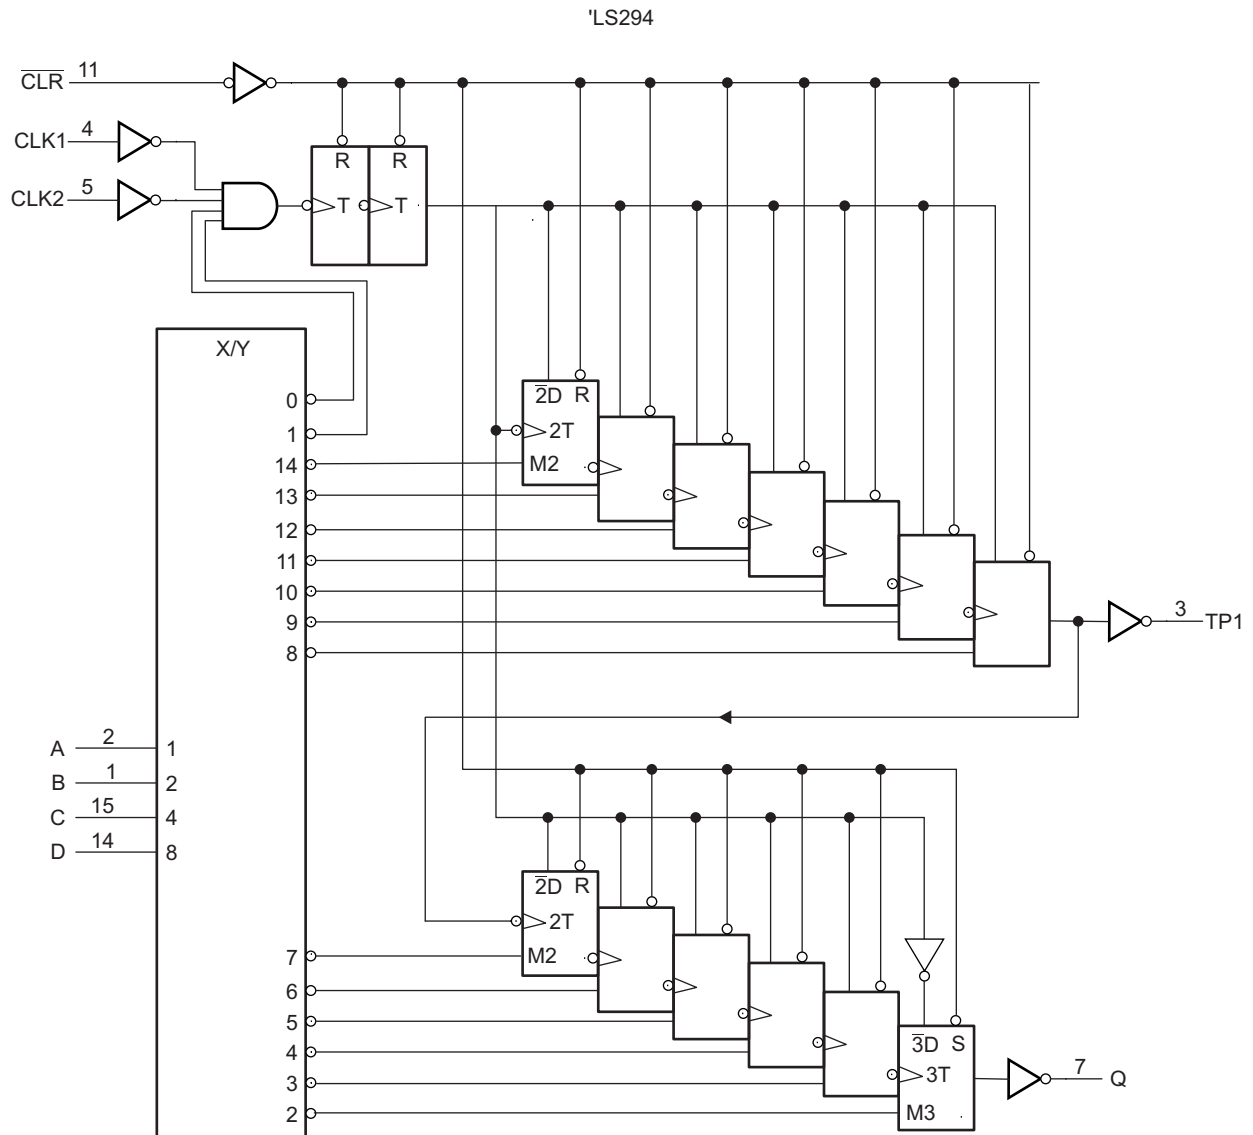 'LS294
CLR 11
CLK1 4
CLK2 5
R R
T T
X/Y
0
1
14
13
12
11
10
9
8
2D R
2T
M2
3 TP1
A 2 1
B 1 2
C 15 4
D 14 8
2D R
2T
M2
7
6
5
4
3
2
3D S
3T
M3
7 Q